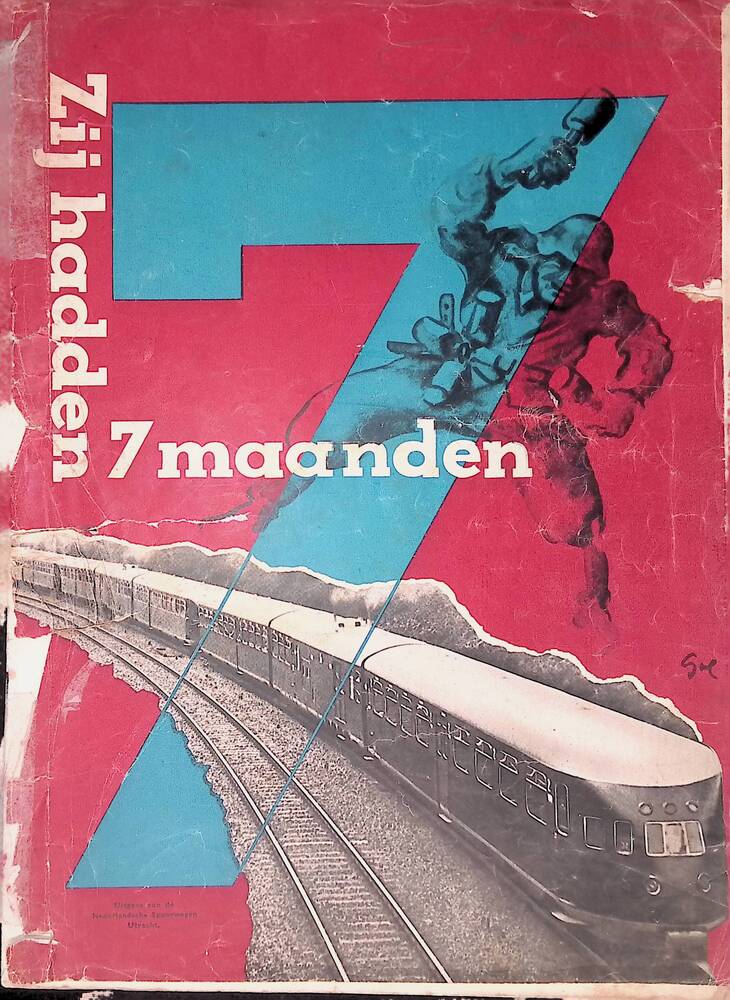 Zij hadden
7 maanden
Uitgave van de
Nederlandsche Spoorwegen
Utrecht.